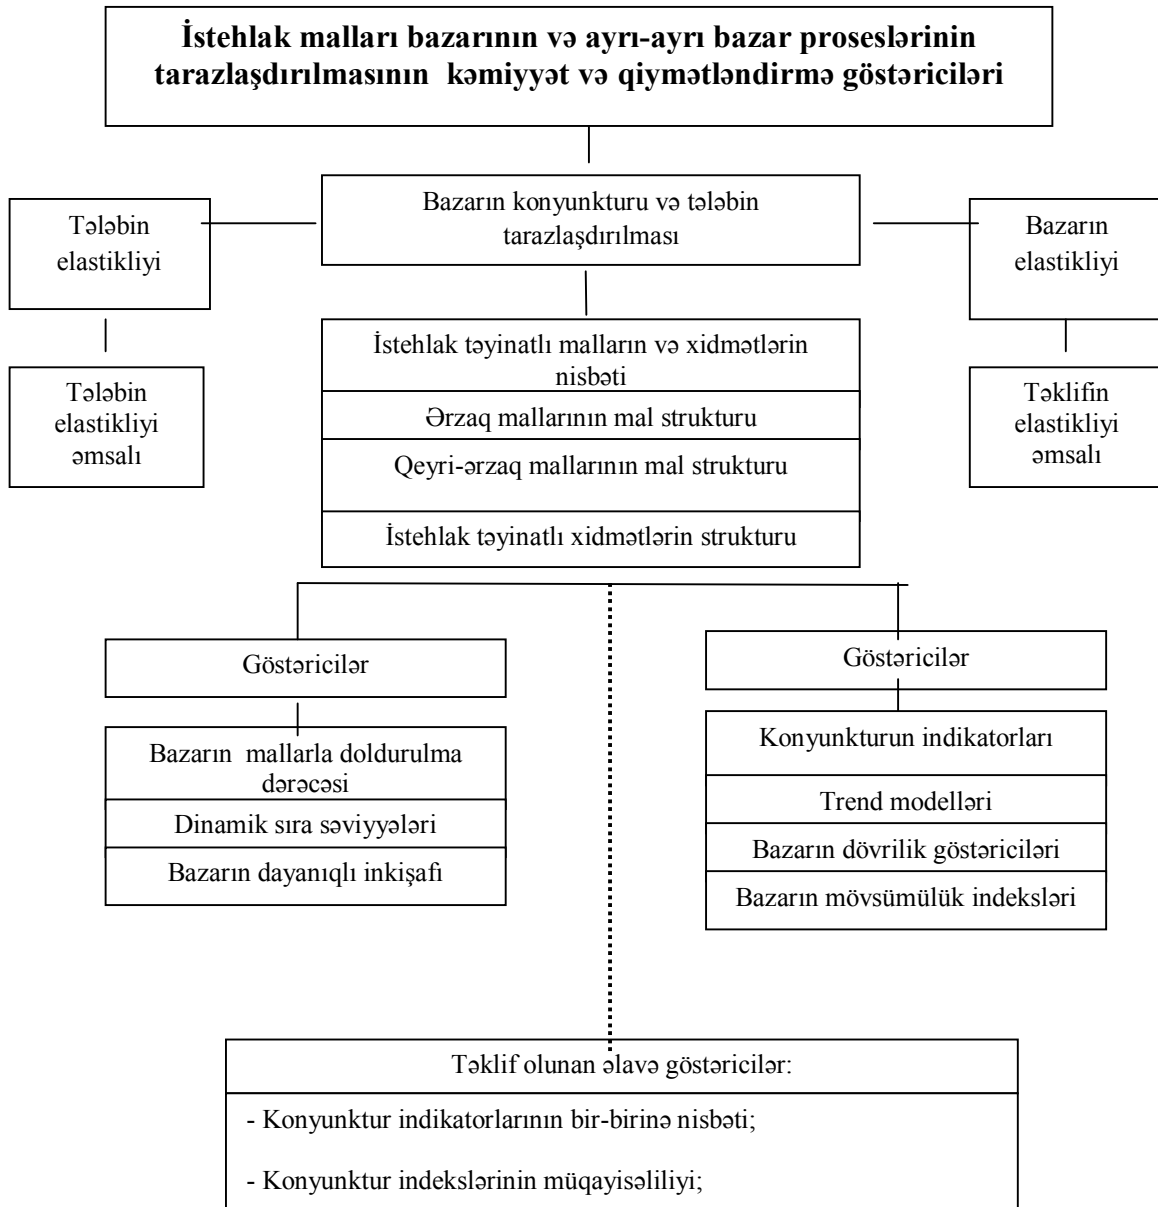 İstehlak malları bazarının və ayrı-ayrı bazar proseslərinin
tarazlaşdırılmasının kəmiyyət və qiymətləndirmə göstəriciləri
Bazarın konyunkturu və tələbin
tarazlaşdırılması
Tələbin
elastikliyi
Bazarın
elastikliyi
Tələbin
elastikliyi
əmsalı
Təklifin
elastikliyi
əmsalı
İstehlak təyinatlı malların və xidmətlərin
nisbəti
Ərzaq mallarının mal strukturu
Qeyri-ərzaq mallarının mal strukturu
İstehlak təyinatlı xidmətlərin strukturu
Göstəricilər
Bazarın mallarla doldurulma
dərəcəsi
Dinamik sıra səviyyələri
Bazarın dayanıqlı inkişafı
Göstəricilər
Konyunkturun indikatorları
Trend modelləri
Bazarın dövrilik göstəriciləri
Bazarın mövsümülük indeksləri
Təklif olunan əlavə göstəricilər:
- Konyunktur indikatorlarının bir-birinə nisbəti;
- Konyunktur indekslərinin müqayisəliliyi;